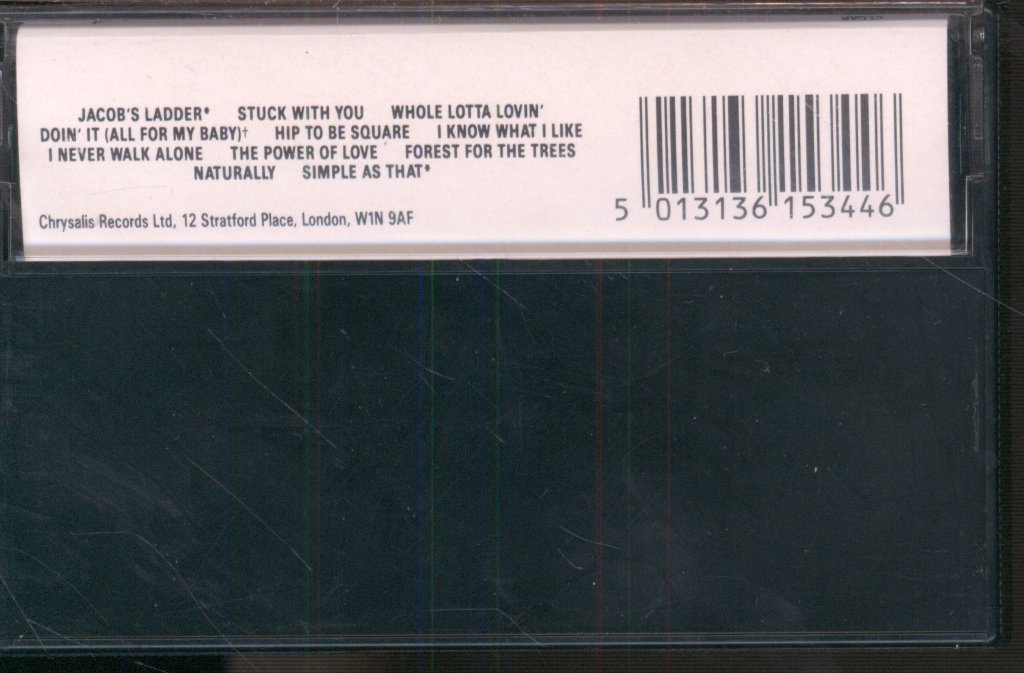 JACOB'S LADDER* STUCK WITH YOU WHOLE LOTTA LOVIN'
DOIN' IT (ALL FOR MY BABY)† HIP TO BE SQUARE I KNOW WHAT I LIKE
I NEVER WALK ALONE THE POWER OF LOVE FOREST FOR THE TREES
NATURALLY SIMPLE AS THAT*
Chrysalis Records Ltd, 12 Stratford Place, London, W1N 9AF
5 013136 153446